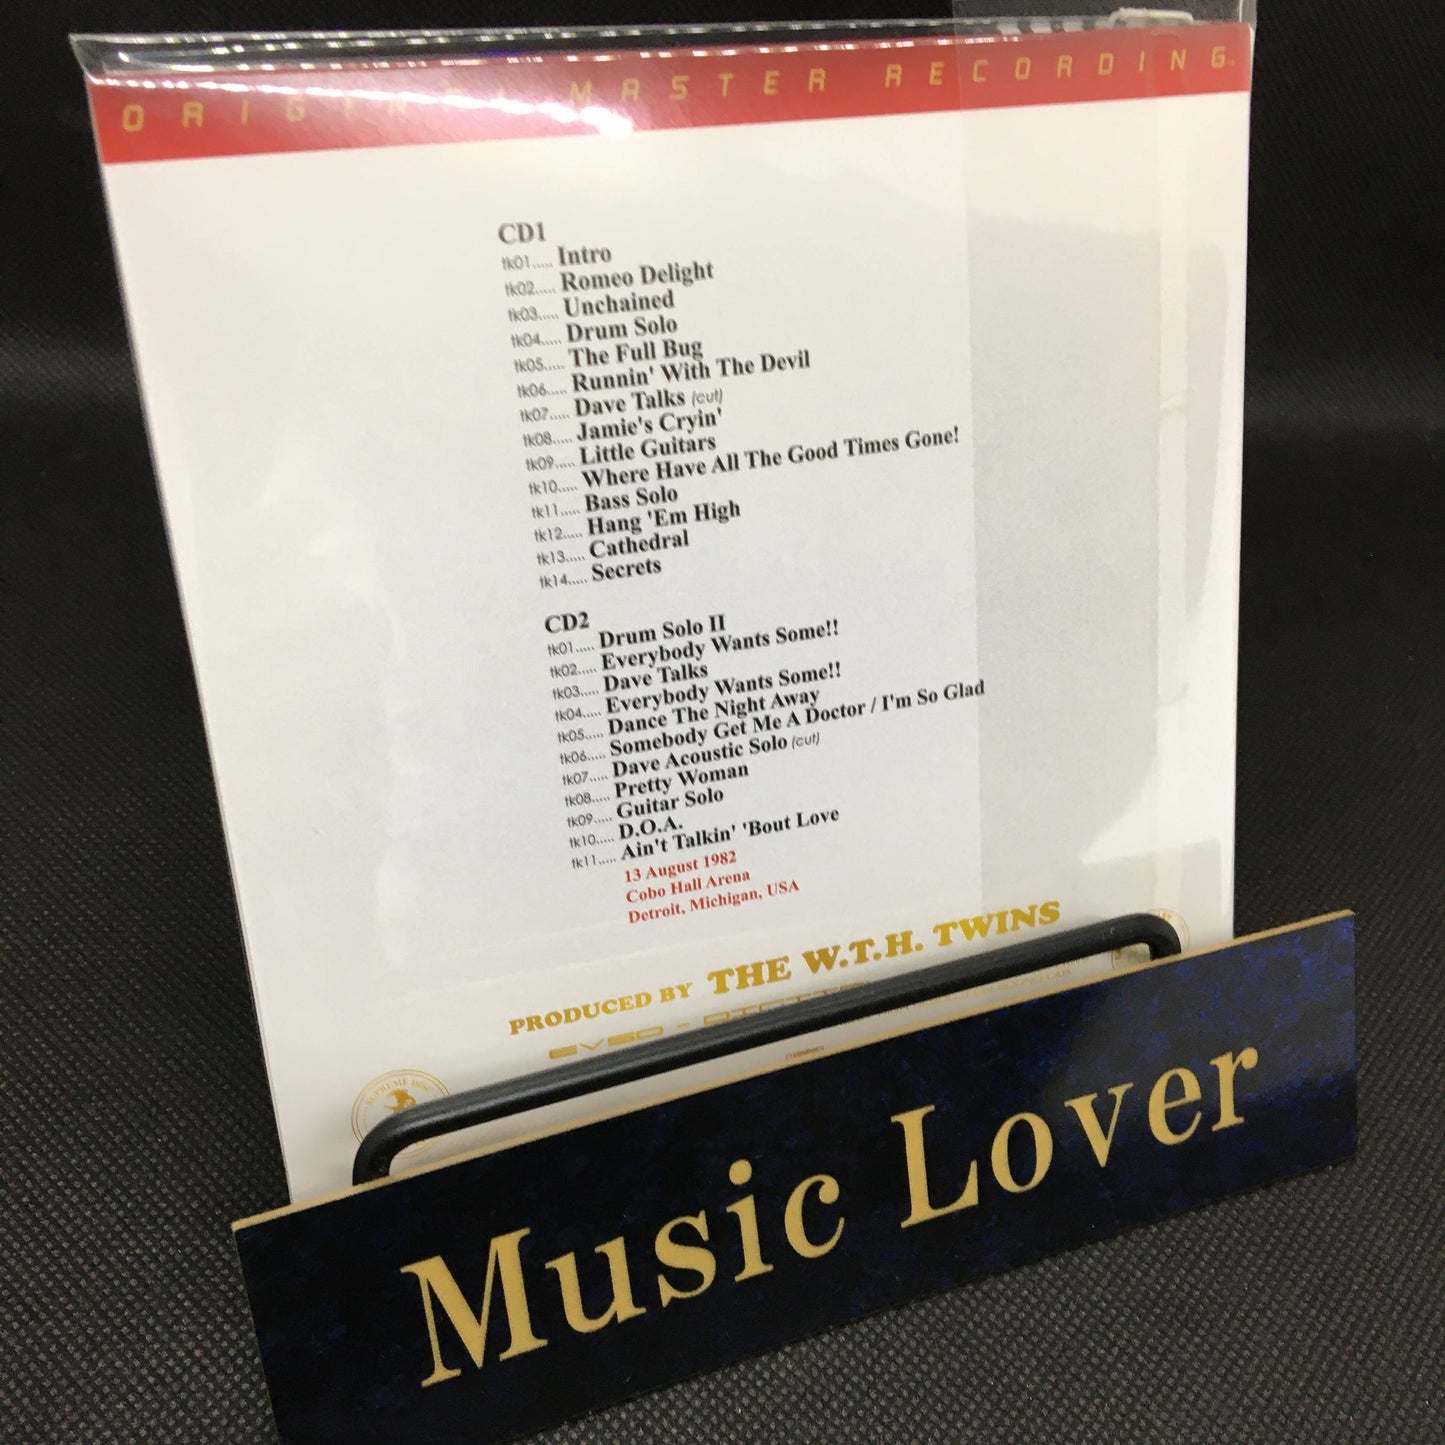 ORIGINAL MASTER RECORDING
CD1
tk01..... Intro
tk02..... Romeo Delight
tk03..... Unchained
tk04..... Drum Solo
tk05..... The Full Bug
tk06..... Runnin' With The Devil
tk07..... Dave Talks (cut)
tk08..... Jamie's Cryin'
tk09..... Little Guitars
tk10..... Where Have All The Good Times Gone!
tk11..... Bass Solo
tk12..... Hang 'Em High
tk13..... Cathedral
tk14..... Secrets
CD2
tk01..... Drum Solo II
tk02..... Everybody Wants Some!!
tk03..... Dave Talks
tk04..... Everybody Wants Some!!
tk05..... Dance The Night Away
tk06..... Somebody Get Me A Doctor / I'm So Glad
tk07..... Dave Acoustic Solo (cut)
tk08..... Pretty Woman
tk09..... Guitar Solo
tk10..... D.O.A.
tk11..... Ain't Talkin' 'Bout Love
13 August 1982
Cobo Hall Arena
Detroit, Michigan, USA
PRODUCED BY THE W.T.H. TWINS
SOUND LAB
SUPREME DISC
Music Lover